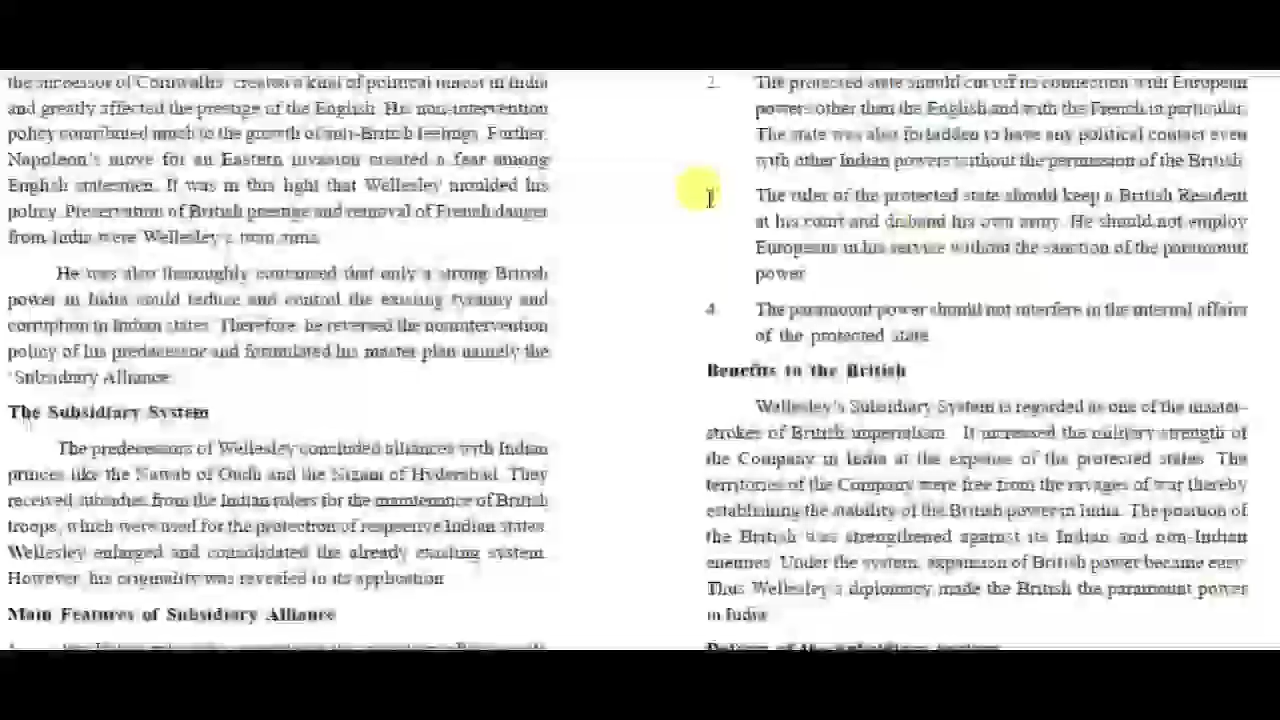 the successor of Cornwallis, created a kind of political unrest in India
and greatly affected the prestige of the English. His non-intervention
policy contributed much to the growth of anti-British feelings. Further,
Napoleon's move for an Eastern invasion created a fear among
English statesmen. It was in this light that Wellesley moulded his
policy. Preservation of British prestige and removal of French danger
from India were Wellesley's twin aims.
He was also thoroughly convinced that only a strong British
power in India could reduce and control the existing tyranny and
corruption in Indian states. Therefore, he reversed the nonintervention
policy of his predecessor and formulated his master plan namely the
'Subsidiary Alliance'.
The Subsidiary System
The predecessors of Wellesley concluded alliances with Indian
princes like the Nawab of Oudh and the Nizam of Hyderabad. They
received subsidies from the Indian rulers for the maintenance of British
troops, which were used for the protection of respective Indian states.
Wellesley enlarged and consolidated the already existing system.
However, his originality was revealed in its application.
Main Features of Subsidiary Alliance
2. The protected state should cut off its connection with European
powers other than the English and with the French in particular.
The state was also forbidden to have any political contact even
with other Indian powers without the permission of the British.
The ruler of the protected state should keep a British Resident
at his court and disband his own army. He should not employ
Europeans in his service without the sanction of the paramount
power.
4. The paramount power should not interfere in the internal affairs
of the protected state.
Benefits to the British
Wellesley's Subsidiary System is regarded as one of the master-
strokes of British imperialism. It increased the military strength of
the Company in India at the expense of the protected states. The
territories of the Company were free from the ravages of war thereby
establishing the stability of the British power in India. The position of
the British was strengthened against its Indian and non-Indian
enemies. Under the system, expansion of British power became easy.
Thus Wellesley's diplomacy made the British the paramount power
in India.